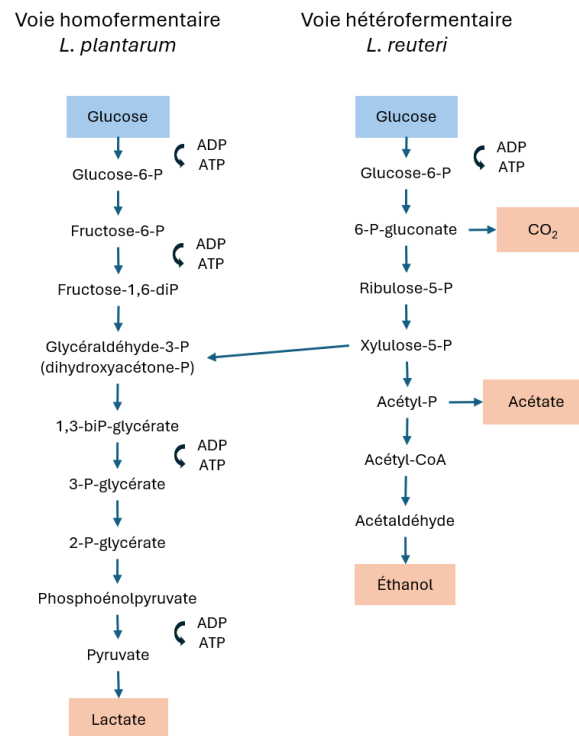 Voie homofermentaire
L. plantarum
Glucose
ADP
ATP
Glucose-6-P
Fructose-6-P
ADP
ATP
Fructose-1,6-diP
Glycéraldéhyde-3-P
(dihydroxyacétone-P)
1,3-biP-glycérate
ADP
ATP
3-P-glycérate
2-P-glycérate
Phosphoénolpyruvate
ADP
ATP
Pyruvate
Lactate
Voie hétérofermentaire
L. reuteri
Glucose
ADP
ATP
Glucose-6-P
6-P-gluconate
CO₂
Ribulose-5-P
Xylulose-5-P
Acétyl-P
Acétate
Acétyl-CoA
Acétaldéhyde
Éthanol